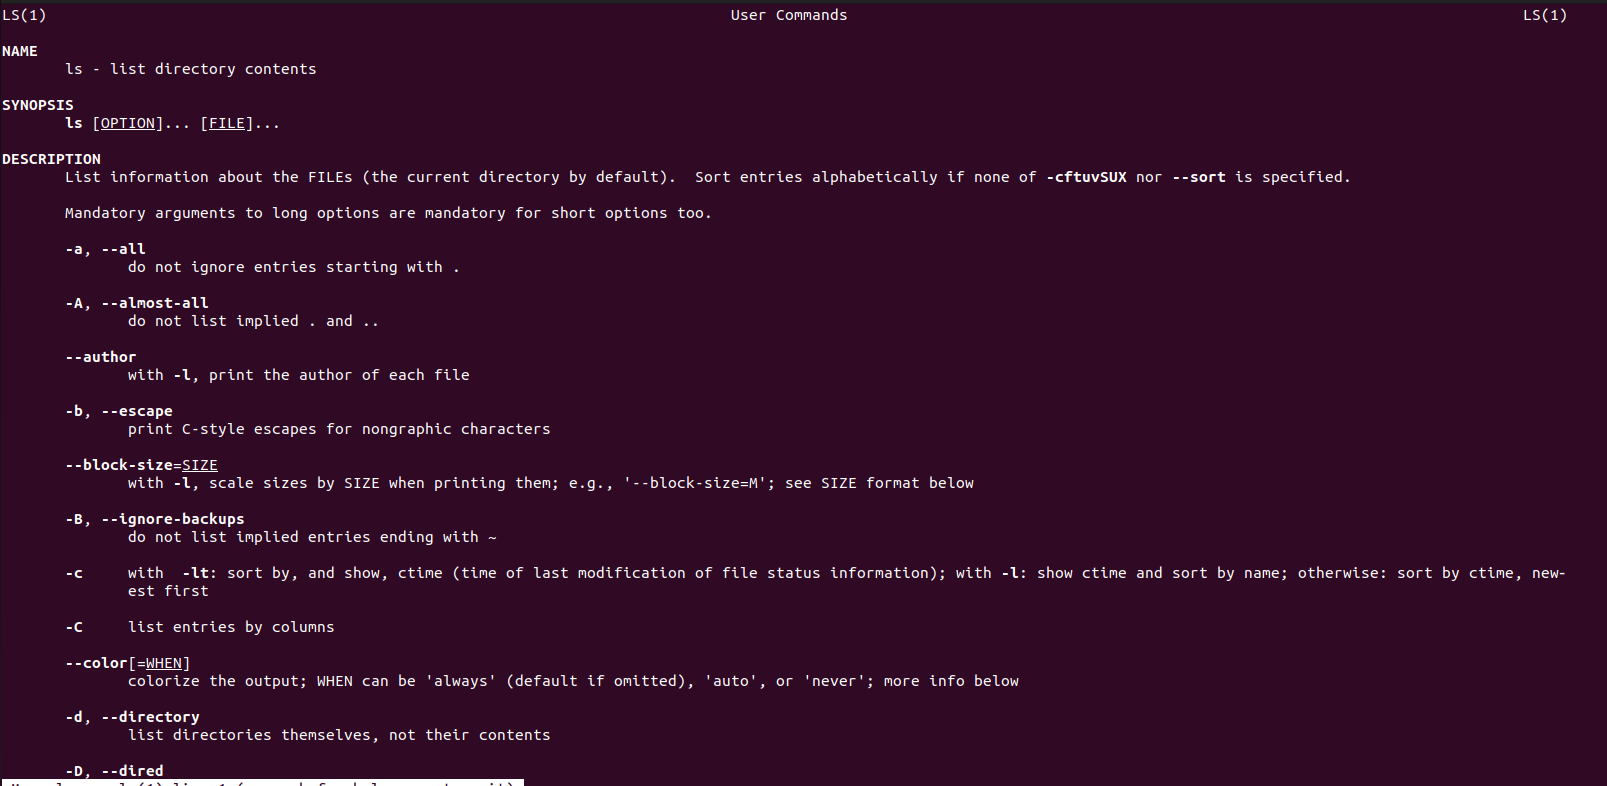 LS(1) User Commands LS(1)
NAME
ls - list directory contents
SYNOPSIS
ls [OPTION]... [FILE]...
DESCRIPTION
List information about the FILEs (the current directory by default).  Sort entries alphabetically if none of -cftuvSUX nor --sort is specified.
Mandatory arguments to long options are mandatory for short options too.
-a, --all
do not ignore entries starting with .
-A, --almost-all
do not list implied . and ..
--author
with -l, print the author of each file
-b, --escape
print C-style escapes for nongraphic characters
--block-size=SIZE
with -l, scale sizes by SIZE when printing them; e.g., '--block-size=M'; see SIZE format below
-B, --ignore-backups
do not list implied entries ending with ~
-c with  -lt: sort by, and show, ctime (time of last modification of file status information); with -l: show ctime and sort by name; otherwise: sort by ctime, new-
est first
-C list entries by columns
--color[=WHEN]
colorize the output; WHEN can be 'always' (default if omitted), 'auto', or 'never'; more info below
-d, --directory
list directories themselves, not their contents
-D, --dired